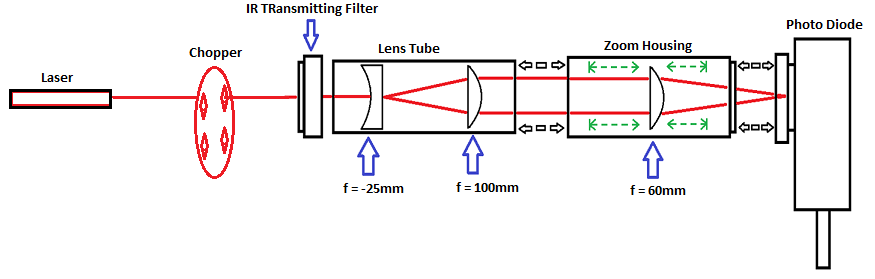 IR TRansmitting Filter
Photo Diode
Chopper
Lens Tube
Zoom Housing
Laser
f = -25mm
f = 100mm
f = 60mm